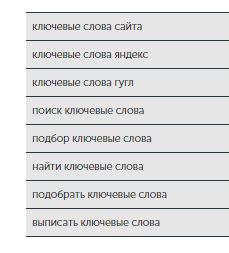 ключевые слова сайта
ключевые слова яндекс
ключевые слова гугл
поиск ключевые слова
подбор ключевые слова
найти ключевые слова
подобрать ключевые слова
выписать ключевые слова